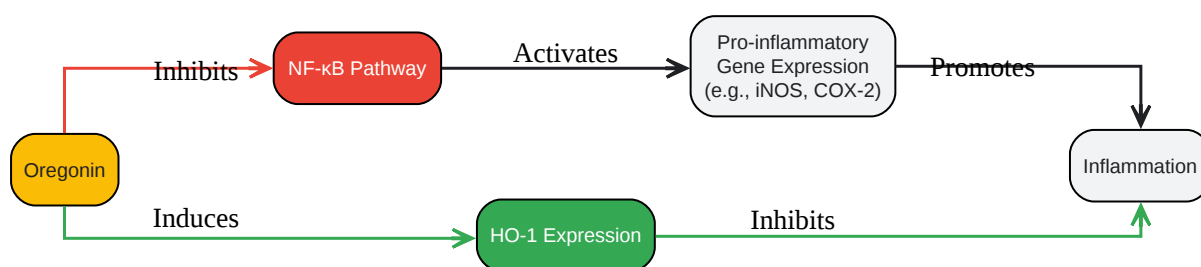 Inhibits
NF-κB Pathway
Activates
Pro-inflammatory
Gene Expression
(e.g., iNOS, COX-2)
Promotes
Oregonin
Inflammation
Induces
HO-1 Expression
Inhibits